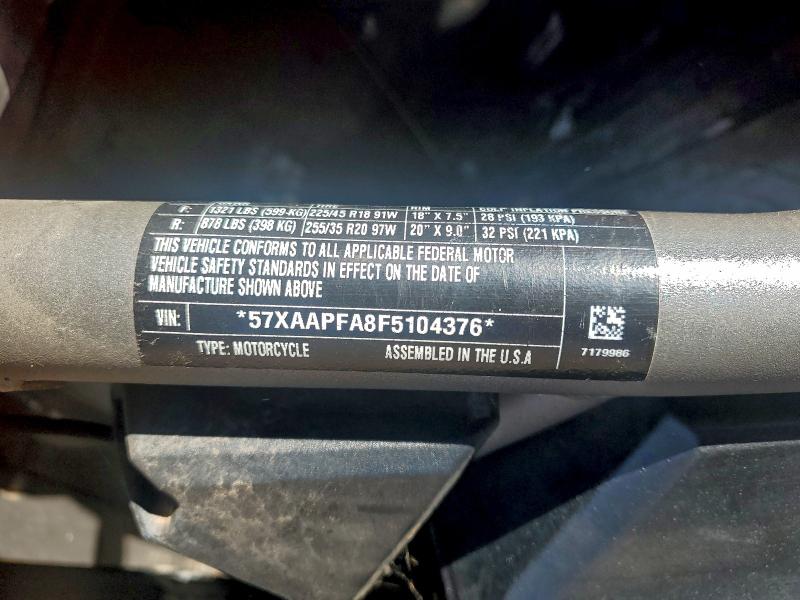 F: 1321 LBS (599-KG) 225/45 R18 91W 18" X 7.5" 28 PSI (193 KPA)
R: 878 LBS (398 KG) 255/35 R20 97W 20" X 9.0" 32 PSI (221 KPA)
THIS VEHICLE CONFORMS TO ALL APPLICABLE FEDERAL MOTOR
VEHICLE SAFETY STANDARDS IN EFFECT ON THE DATE OF
MANUFACTURE SHOWN ABOVE
VIN: *57XAAPFA8F5104376*
TYPE: MOTORCYCLE ASSEMBLED IN THE U.S.A
7179986